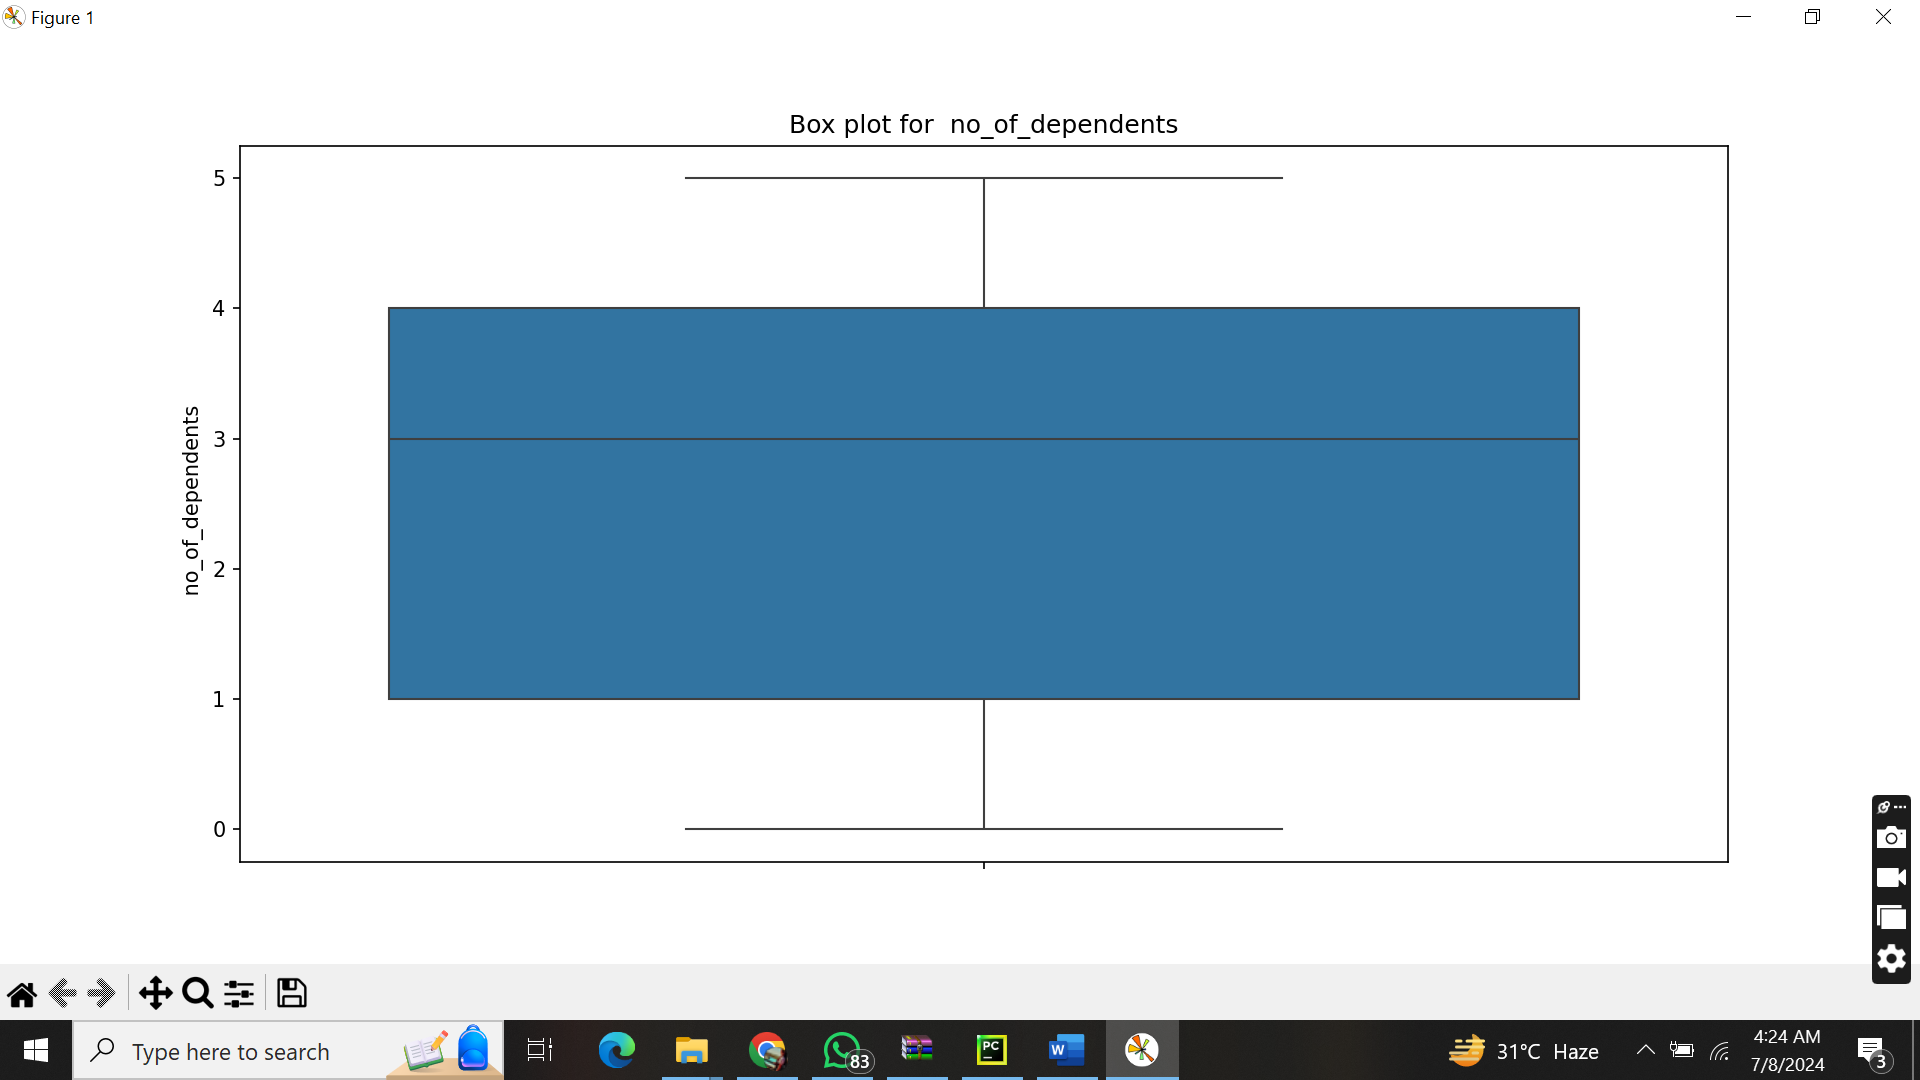 Figure 1
Box plot for  no_of_dependents
no_of_dependents
5
4
3
2
1
0
Type here to search
83
PC
W
31°C Haze
4:24 AM
7/8/2024
3